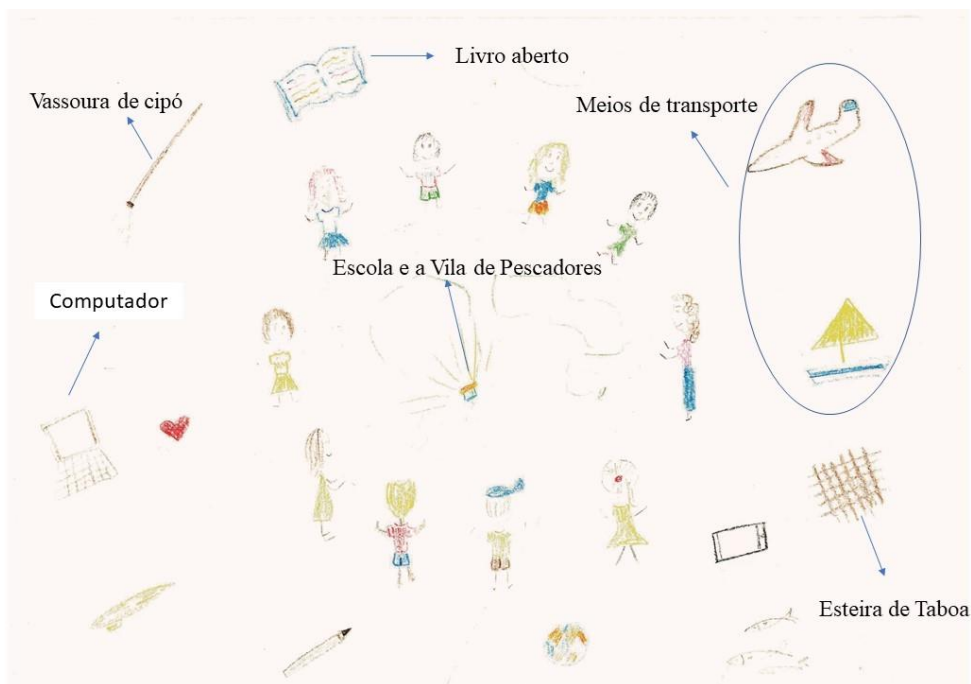 Livro aberto
Vassoura de cipó
Meios de transporte
Escola e a Vila de Pescadores
Computador
Esteira de Taboa